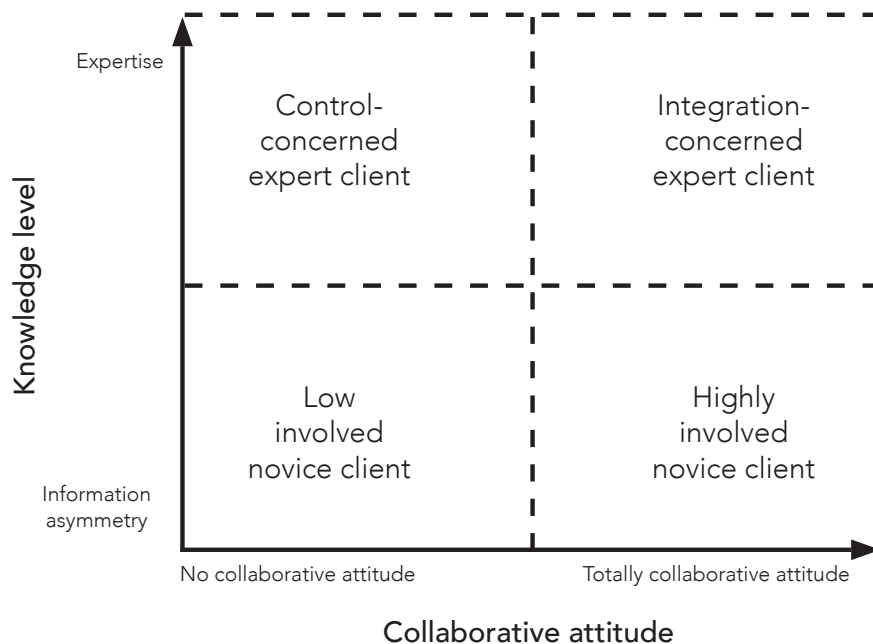 Expertise
Control-
concerned
expert client
Integration-
concerned
expert client
Knowledge level
Low
involved
novice client
Highly
involved
novice client
Information
asymmetry
No collaborative attitude
Totally collaborative attitude
Collaborative attitude